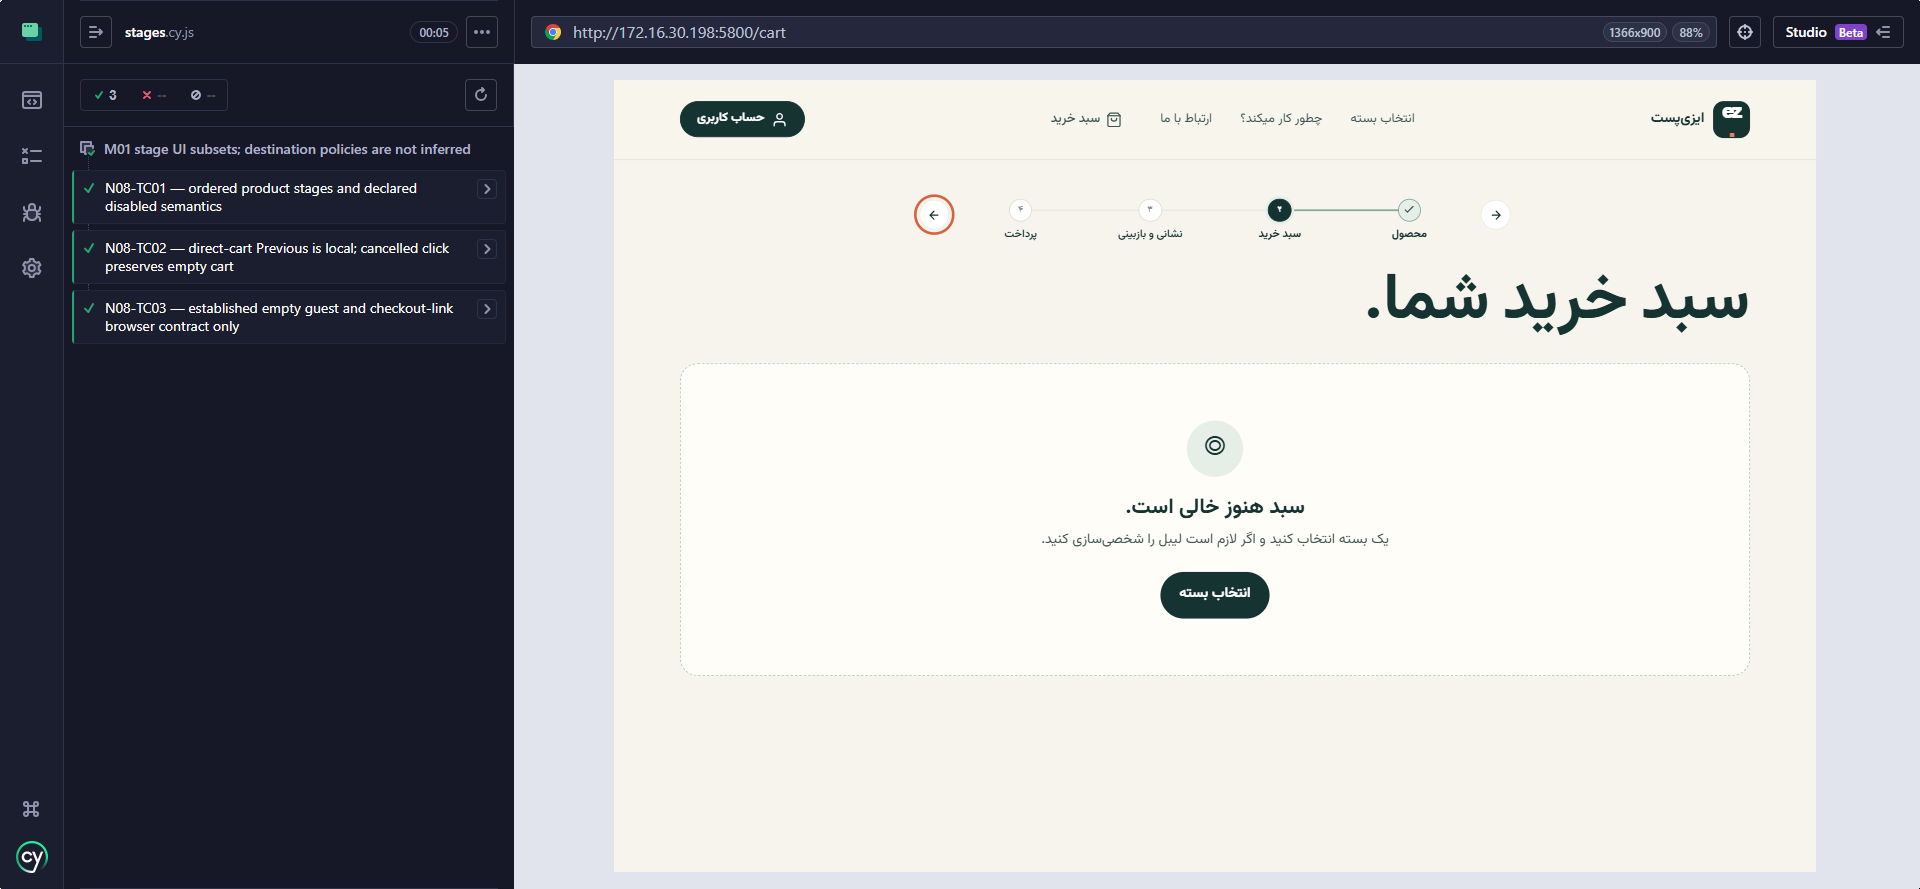 stages.cy.js
00:05
http://172.16.30.198:5800/cart
1366x900
88%
Studio
Beta
3
--
--
M01 stage UI subsets; destination policies are not inferred
N08-TC01 — ordered product stages and declared
disabled semantics
N08-TC02 — direct-cart Previous is local; cancelled click
preserves empty cart
N08-TC03 — established empty guest and checkout-link
browser contract only
cy
ez.
ایزی‌پست
انتخاب بسته
چطور کار میکند؟
ارتباط با ما
سبد خرید
حساب کاربری
محصول
۲
سبد خرید
۳
نشانی و بازبینی
۴
پرداخت
سبد خرید شما.
سبد هنوز خالی است.
یک بسته انتخاب کنید و اگر لازم است لیبل را شخصی‌سازی کنید.
انتخاب بسته